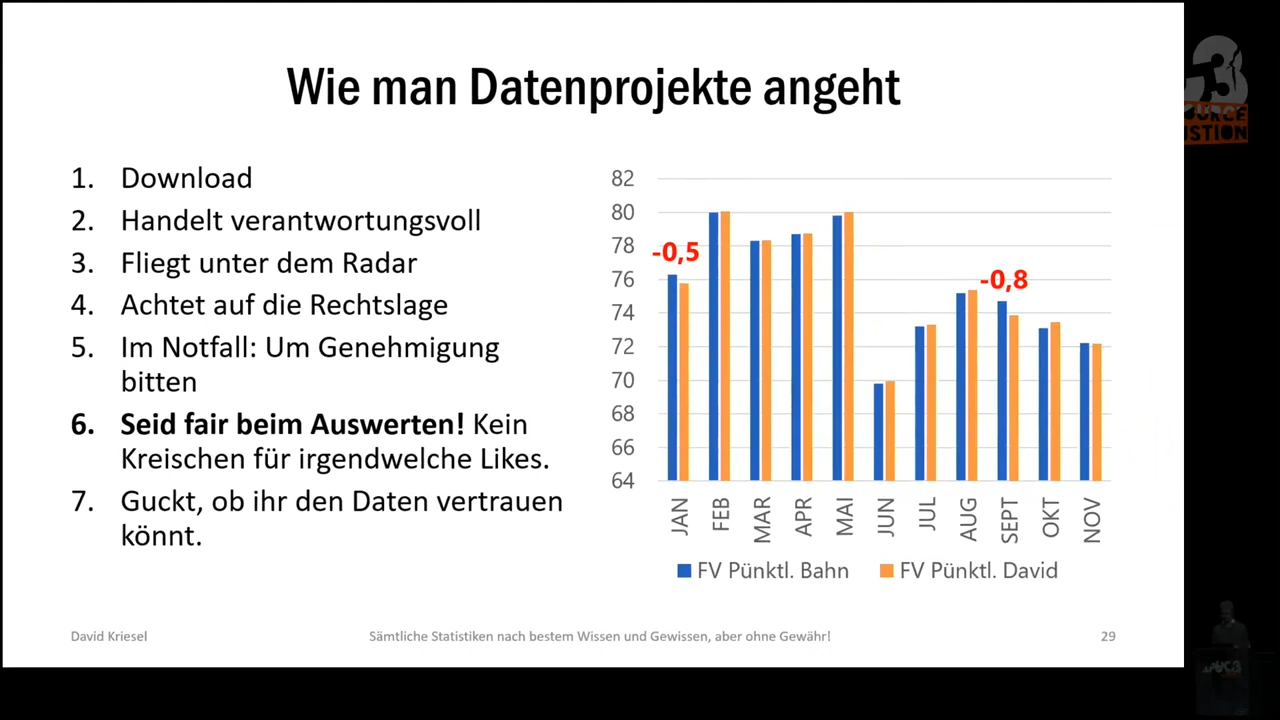 Wie man Datenprojekte angeht
1. Download
2. Handelt verantwortungsvoll
3. Fliegt unter dem Radar
4. Achtet auf die Rechtslage
5. Im Notfall: Um Genehmigung
bitten
6. Seid fair beim Auswerten! Kein
Kreischen für irgendwelche Likes.
7. Guckt, ob ihr den Daten vertrauen
könnt.
82
80
78
76
74
72
70
68
66
64
-0,5
-0,8
JAN
FEB
MAR
APR
MAI
JUN
JUL
AUG
SEPT
OKT
NOV
FV Pünktl. Bahn
FV Pünktl. David
David Kriesel
Sämtliche Statistiken nach bestem Wissen und Gewissen, aber ohne Gewähr!
29
3